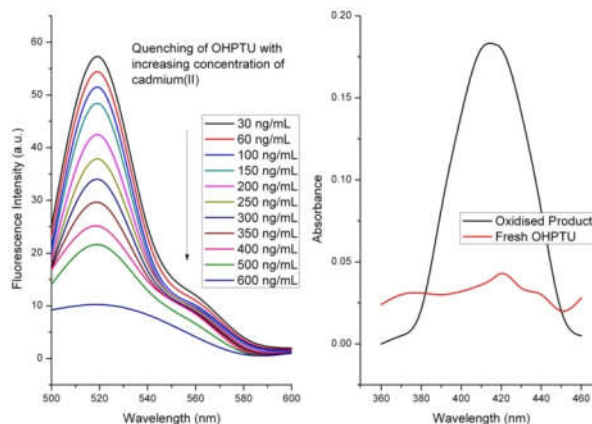 Quenching of OHPTU with
increasing concentration of
cadmium(II)
30 ng/mL
60 ng/mL
100 ng/mL
150 ng/mL
200 ng/mL
250 ng/mL
300 ng/mL
350 ng/mL
400 ng/mL
500 ng/mL
600 ng/mL
Fluorescence Intensity (a.u.)
60
50
40
30
20
10
0
500 520 540 560 580 600
Wavelength (nm)
Absorbance
0.20
0.15
0.10
0.05
0.00
Oxidised Product
Fresh OHPTU
360 380 400 420 440 460
Wavelength (nm)